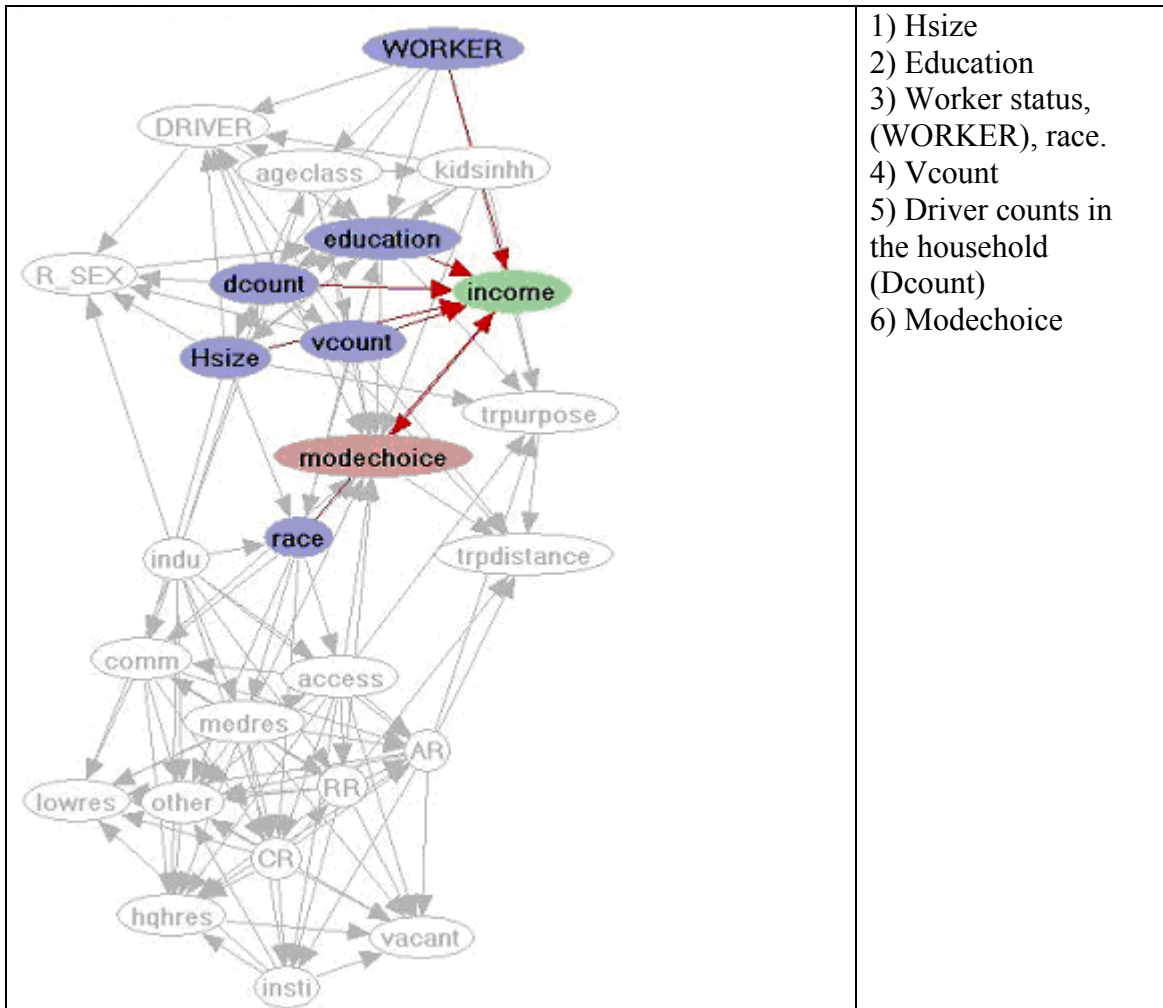 WORKER
DRIVER
ageclass
kidsinhh
education
R_SEX
dcount
income
vcount
Hsize
trpurpose
modechoice
race
indu
trpdistance
comm
access
medres
AR
RR
lowres
other
CR
hqhres
vacant
insti
1) Hsize
2) Education
3) Worker status,
(WORKER), race.
4) Vcount
5) Driver counts in
the household
(Dcount)
6) Modechoice